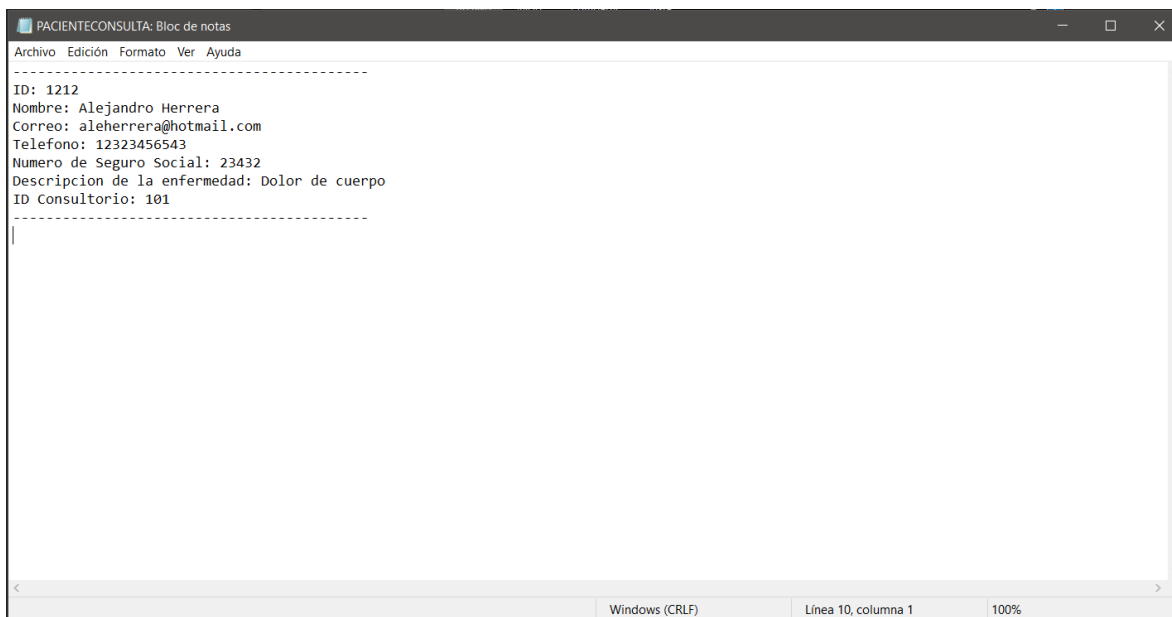 PACIENTECONSULTA: Bloc de notas
Archivo Edición Formato Ver Ayuda
-------------------------------------------
ID: 1212
Nombre: Alejandro Herrera
Correo: aleherrera@hotmail.com
Telefono: 12323456543
Numero de Seguro Social: 23432
Descripcion de la enfermedad: Dolor de cuerpo
ID Consultorio: 101
-------------------------------------------
Windows (CRLF) Línea 10, columna 1 100%